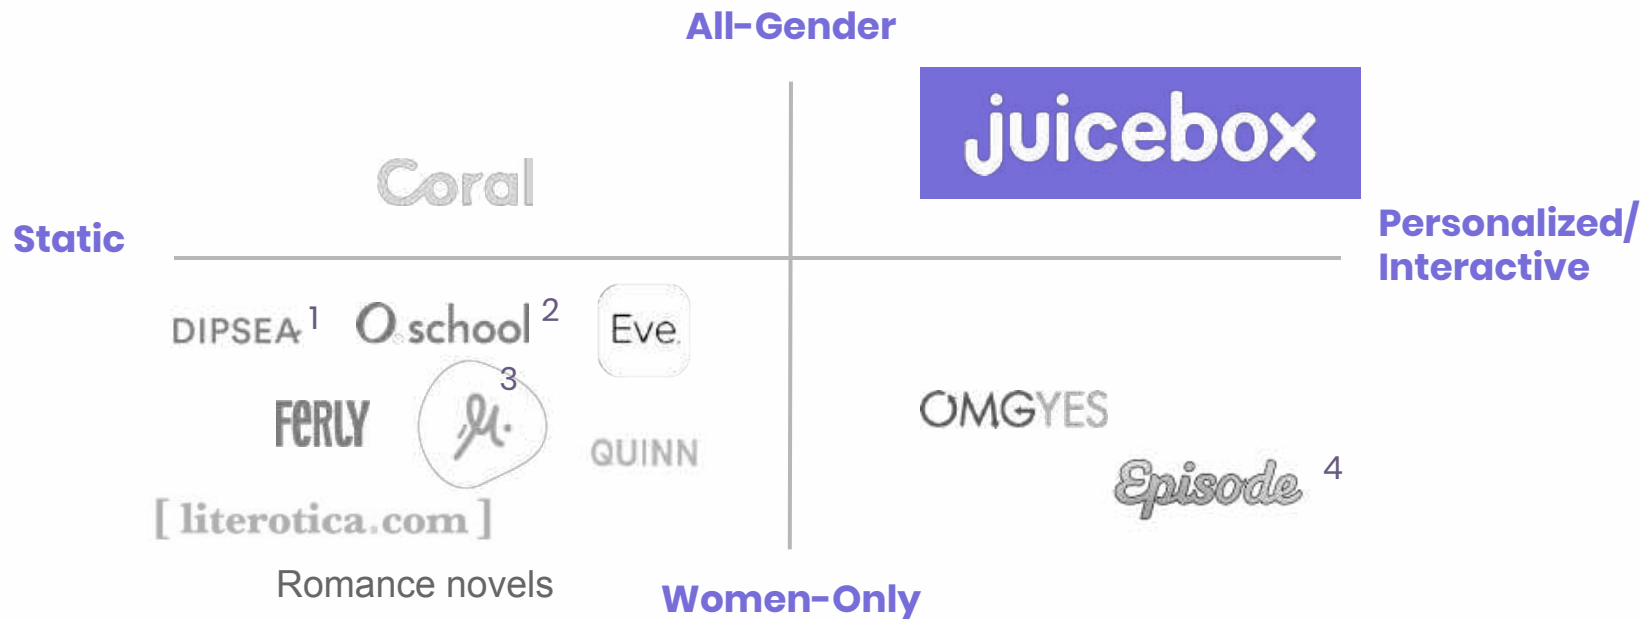 All-Gender
juicebox
Coral
Static
Personalized/
Interactive
DIPSEA 1
O.school 2
Eve.
3
FERLY
QUINN
OMGYES
Episode 4
[ literotica.com ]
Romance novels
Women-Only